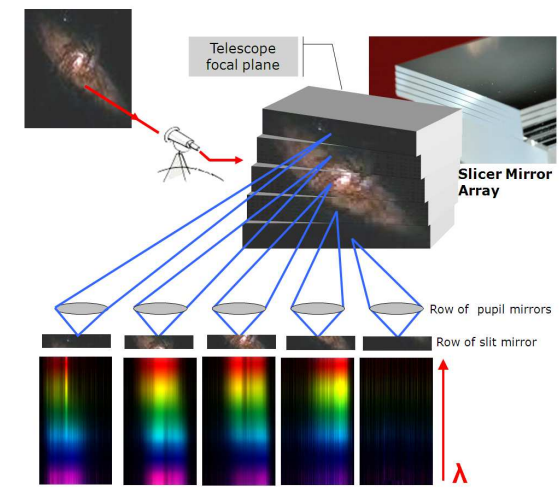 Telescope
focal plane
Slicer Mirror
Array
Row of  pupil mirrors
Row of slit mirror
λ